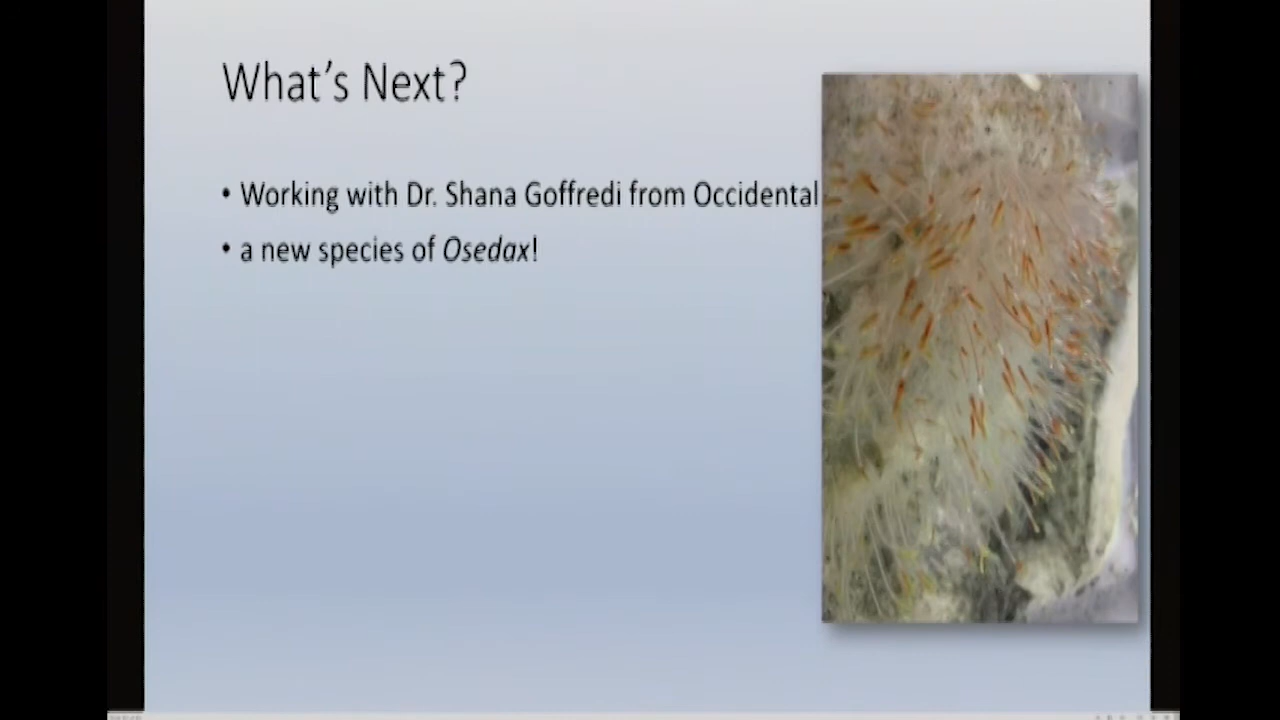 What's Next?
• Working with Dr. Shana Goffredi from Occidental
• a new species of Osedax!